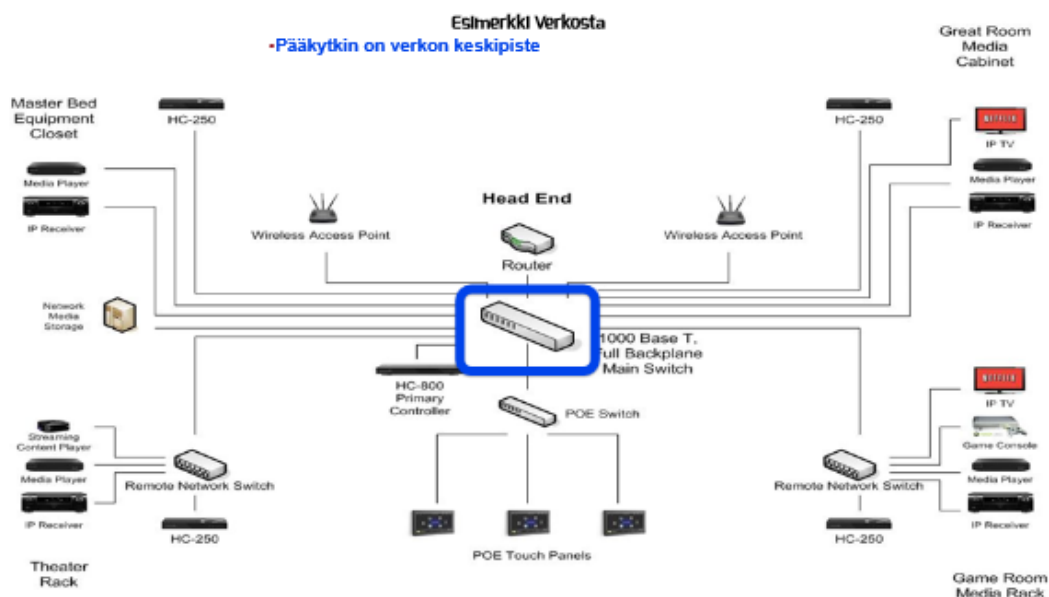 Esimerkki Verkosta
-Pääkytkin on verkon keskipiste
Great Room
Media
Cabinet
Master Bed
Equipment
Closet
HC-250
HC-250
NETFLIX
IP TV
Media Player
Media Player
IP Receiver
IP Receiver
Head End
Wireless Access Point
Wireless Access Point
Router
Network
Media
Storage
1000 Base T,
Full Backplane
Main Switch
HC-800
Primary
Controller
POE Switch
NETFLIX
IP TV
Streaming
Content Player
Game Console
Media Player
Media Player
Remote Network Switch
Remote Network Switch
IP Receiver
IP Receiver
HC-250
HC-250
POE Touch Panels
Theater
Rack
Game Room
Media Rack